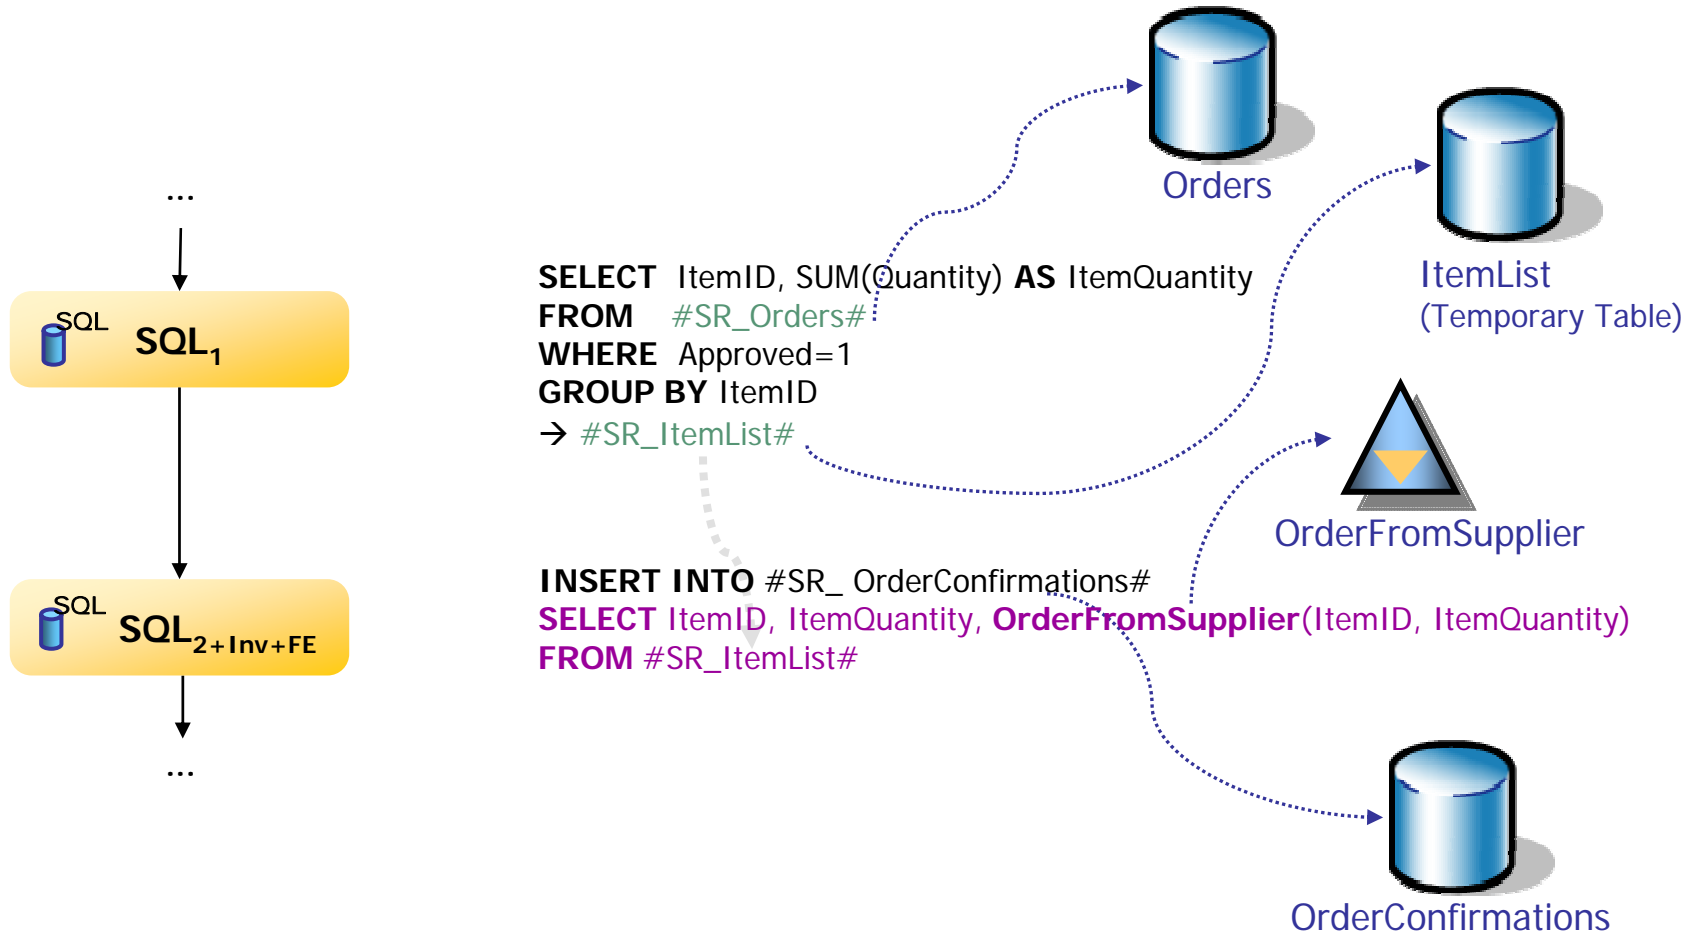 ...
SQL SQL1
SQL SQL2+Inv+FE
...
SELECT ItemID, SUM(Quantity) AS ItemQuantity
FROM #SR_Orders#
WHERE Approved=1
GROUP BY ItemID
→ #SR_ItemList#
INSERT INTO #SR_ OrderConfirmations#
SELECT ItemID, ItemQuantity, OrderFromSupplier(ItemID, ItemQuantity)
FROM #SR_ItemList#
Orders
ItemList
(Temporary Table)
OrderFromSupplier
OrderConfirmations